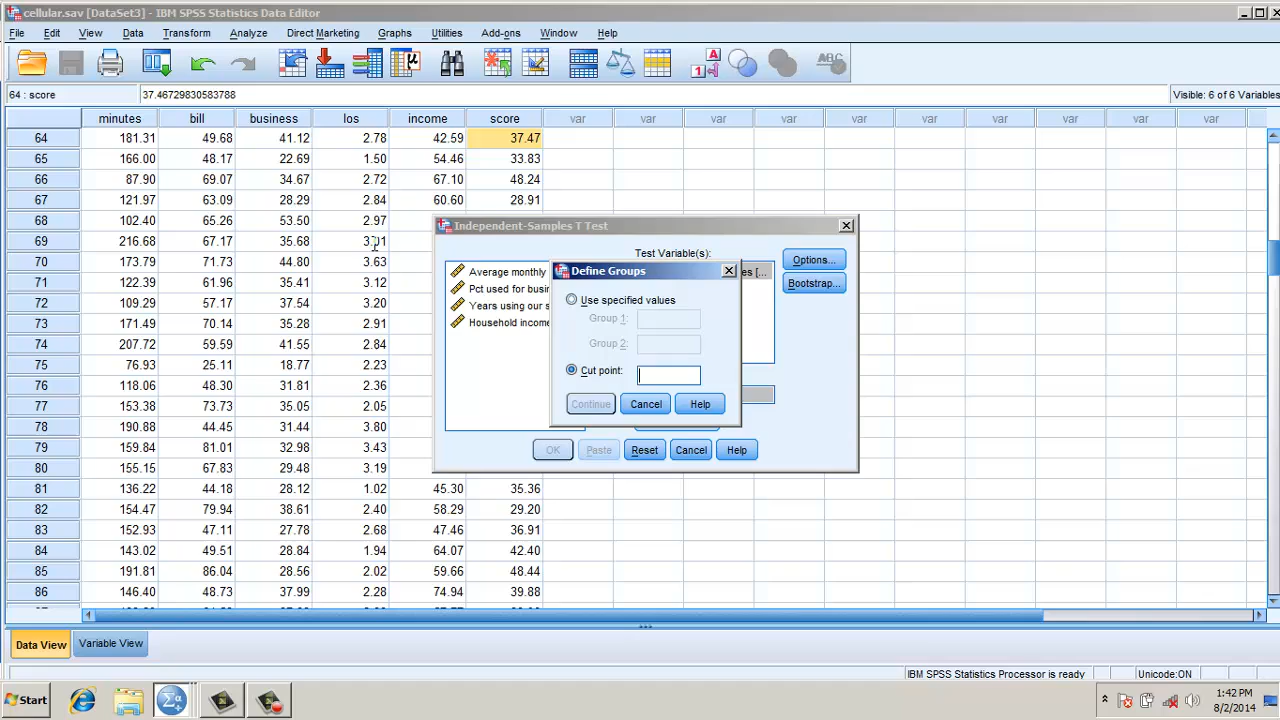 cellular.sav [DataSet3] - IBM SPSS Statistics Data Editor
File Edit View Data Transform Analyze Direct Marketing Graphs Utilities Add-ons Window Help
64 : score 37.46729830583788 Visible: 6 of 6 Variables
minutes bill business los income score var var var var var var var var var var
64 181.31 49.68 41.12 2.78 42.59 37.47
65 166.00 48.17 22.69 1.50 54.46 33.83
66 87.90 69.07 34.67 2.72 67.10 48.24
67 121.97 63.09 28.29 2.84 60.60 28.91
68 102.40 65.26 53.50 2.97
69 216.68 67.17 35.68
70 173.79 71.73 44.80 3.63
71 122.39 61.96 35.41 3.12
72 109.29 57.17 37.54 3.20
73 171.49 70.14 35.28 2.91
74 207.72 59.59 41.55 2.84
75 76.93 25.11 18.77 2.23
76 118.06 48.30 31.81 2.36
77 153.38 73.73 35.05 2.05
78 190.88 44.45 31.44 3.80
79 159.84 81.01 32.98 3.43
80 155.15 67.83 29.48 3.19
81 136.22 44.18 28.12 1.02 45.30 35.36
82 154.47 79.94 38.61 2.40 58.29 29.20
83 152.93 47.11 27.78 2.68 47.46 36.91
84 143.02 49.51 28.84 1.94 64.07 42.40
85 191.81 86.04 28.56 2.02 59.66 48.44
86 146.40 48.73 37.99 2.28 74.94 39.88
Independent-Samples T Test
Test Variable(s):
Average monthly
Pct used for busi
Years using our s
Household income
es [...
Options...
Bootstrap...
Define Groups
Use specified values
Group 1:
Group 2:
Cut point:
Continue Cancel Help
OK Paste Reset Cancel Help
Data View Variable View
IBM SPSS Statistics Processor is ready Unicode:ON
Start
1:42 PM
8/2/2014